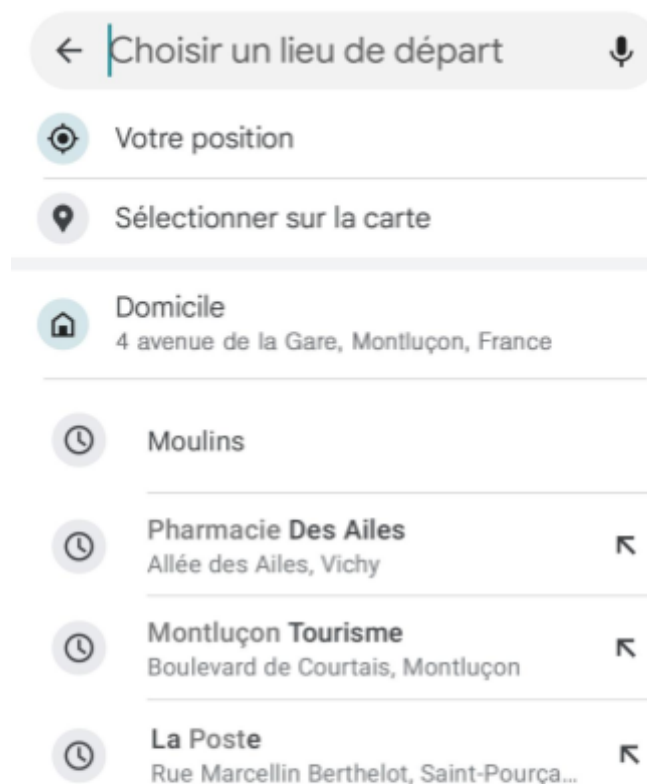 Choisir un lieu de départ
Votre position
Sélectionner sur la carte
Domicile
4 avenue de la Gare, Montluçon, France
Moulins
Pharmacie Des Ailes
Allée des Ailes, Vichy
Montluçon Tourisme
Boulevard de Courtais, Montluçon
La Poste
Rue Marcellin Berthelot, Saint-Pourça...